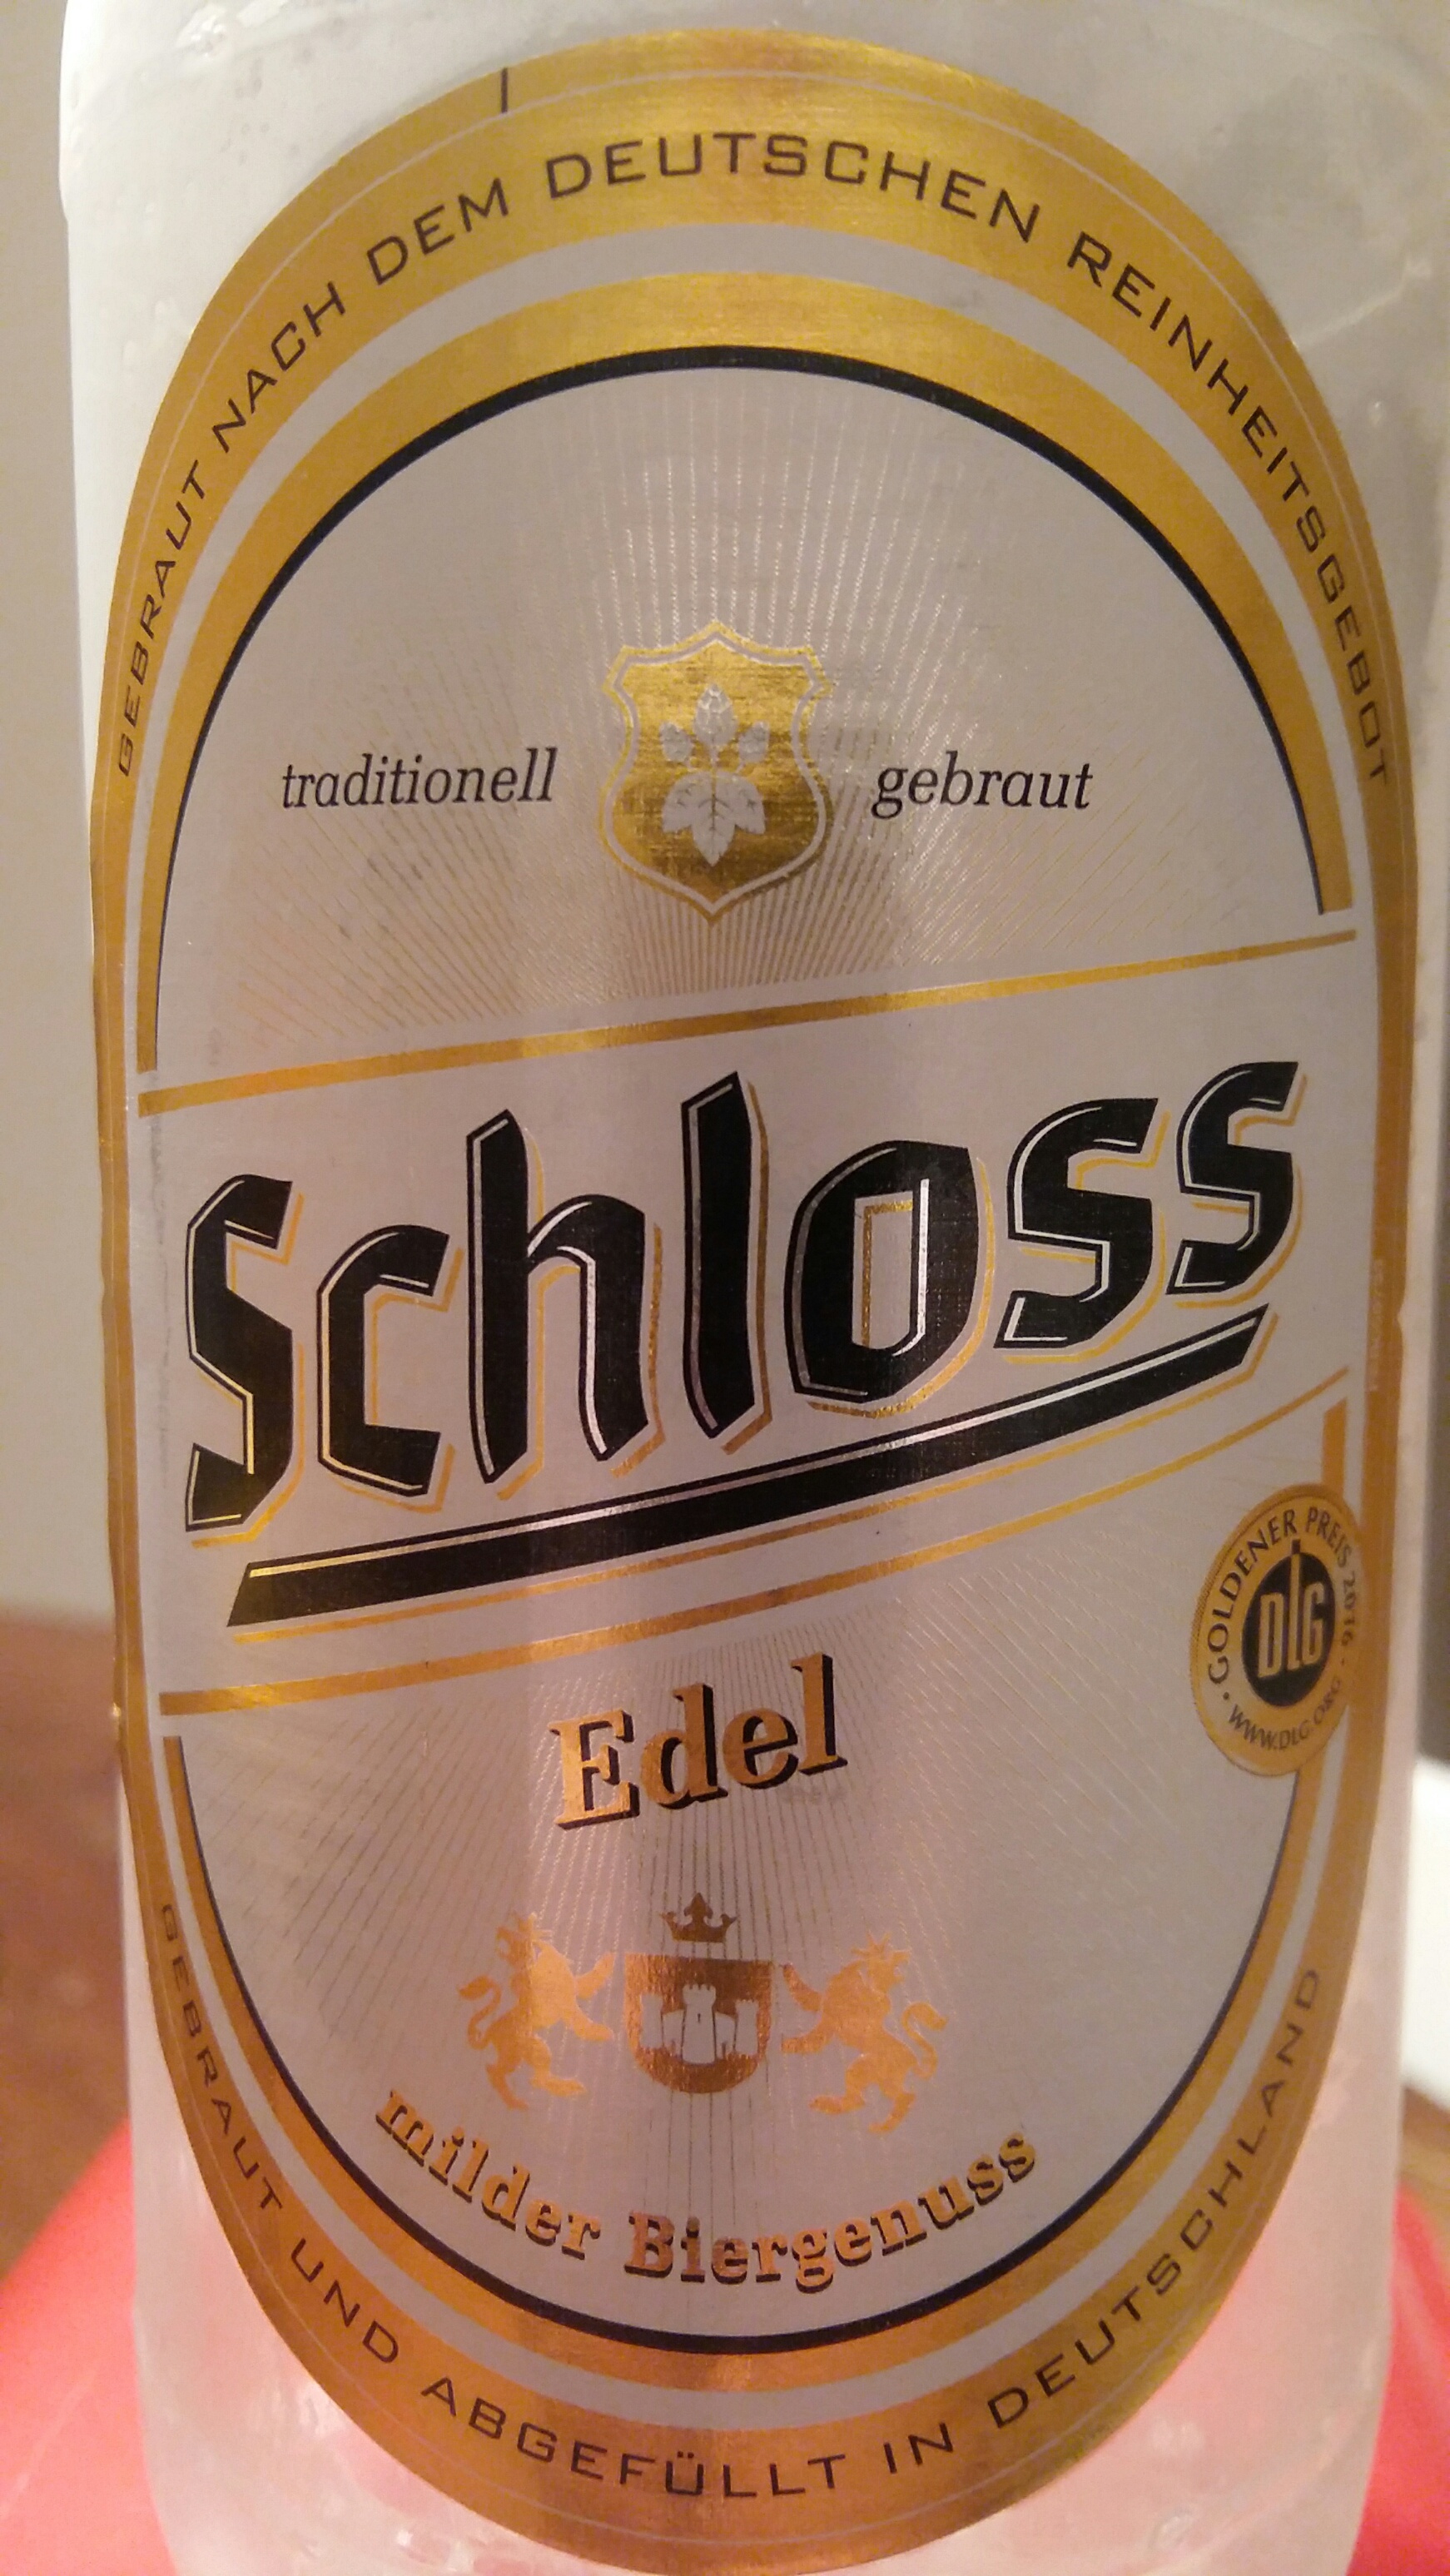 GEBRAUT NACH DEM DEUTSCHEN REINHEITSGEBOT
traditionell gebraut
Schloss
GOLDENER PREIS 2016
DLG
WWW.DLG.ORG
Edel
milder Biergenuss
GEBRAUT UND ABGEFÜLLT IN DEUTSCHLAND